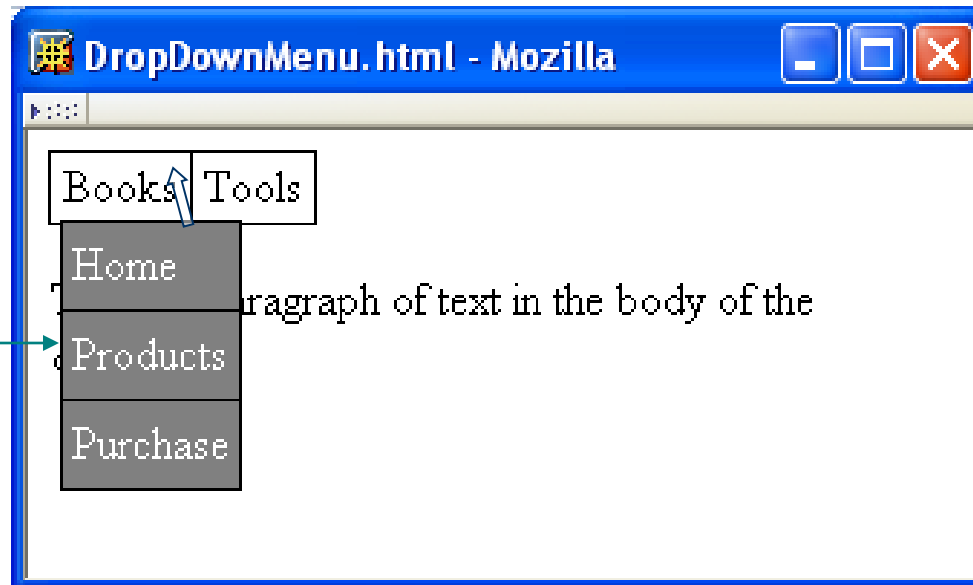 DropDownMenu.html - Mozilla
Books Tools
Home
ragraph of text in the body of the
Products
Purchase